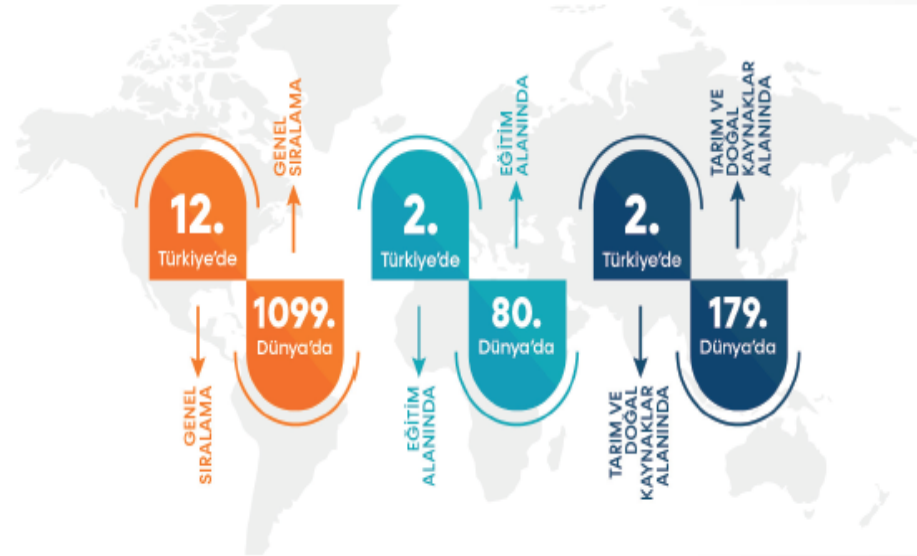 12.
Türkiye'de
GENEL
SIRALAMA
1099.
Dünya'da
GENEL
SIRALAMA
2.
Türkiye'de
EĞİTİM
ALANINDA
80.
Dünya'da
EĞİTİM
ALANINDA
2.
Türkiye'de
TARIM VE
DOĞAL
KAYNAKLAR
ALANINDA
179.
Dünya'da
TARIM VE
DOĞAL
KAYNAKLAR
ALANINDA